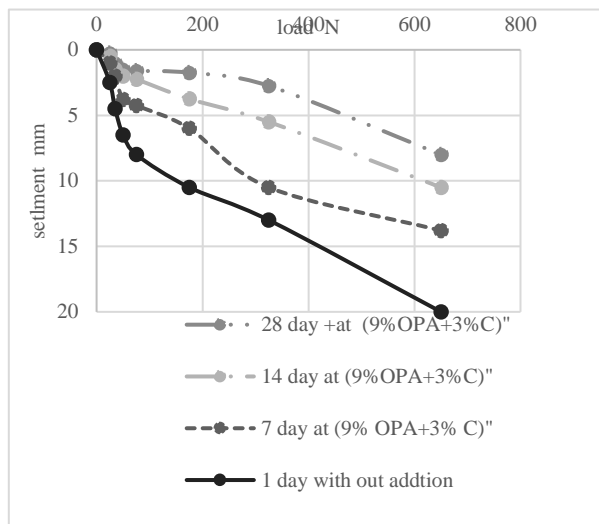 0 200 400 600 800
load N
0
5
10
15
20
setlment mm
28 day +at (9%OPA+3%C)"
14 day at (9%OPA+3%C)"
7 day at (9% OPA+3% C)"
1 day with out addtion